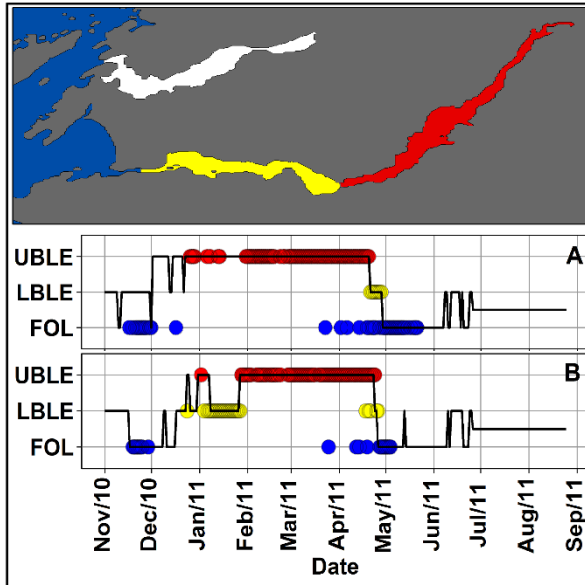 A
UBLE
LBLE
FOL
B
UBLE
LBLE
FOL
Nov/10
Dec/10
Jan/11
Feb/11
Mar/11
Apr/11
May/11
Jun/11
Jul/11
Aug/11
Sep/11
Date